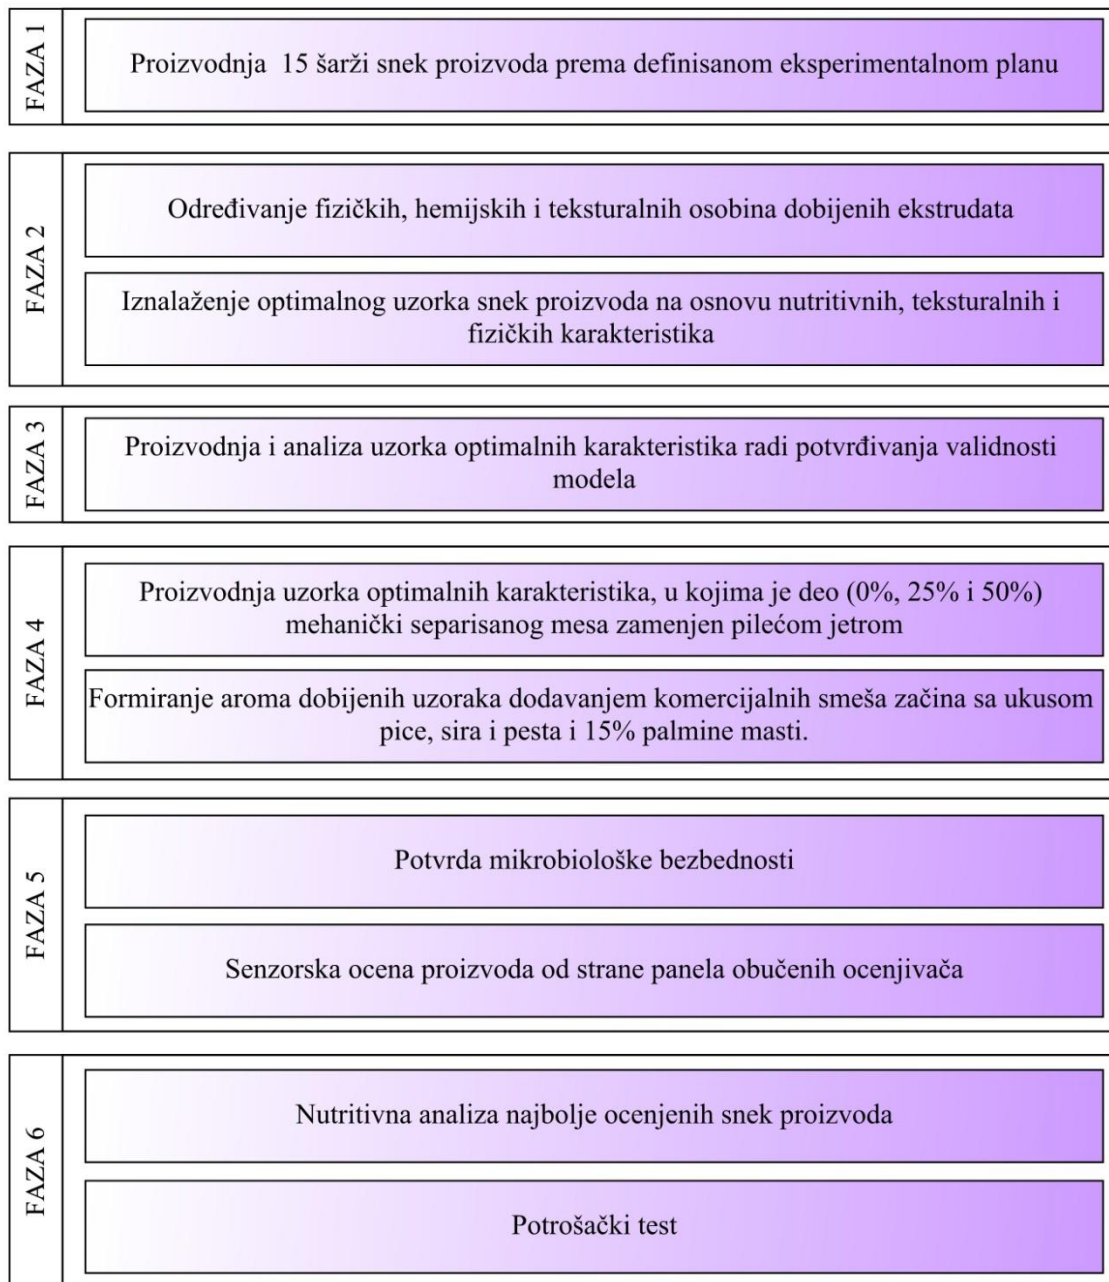 FAZA 1
Proizvodnja 15 šarži snek proizvoda prema definisanom eksperimentalnom planu
FAZA 2
Određivanje fizičkih, hemijskih i teksturalnih osobina dobijenih ekstrudata
Iznalaženje optimalnog uzorka snek proizvoda na osnovu nutritivnih, teksturalnih i
fizičkih karakteristika
FAZA 3
Proizvodnja i analiza uzorka optimalnih karakteristika radi potvrđivanja validnosti
modela
FAZA 4
Proizvodnja uzorka optimalnih karakteristika, u kojima je deo (0%, 25% i 50%)
mehanički separisanog mesa zamenjen pilećom jetrom
Formiranje aroma dobijenih uzoraka dodavanjem komercijalnih smeša začina sa ukusom
pice, sira i pesta i 15% palmine masti.
FAZA 5
Potvrda mikrobiološke bezbednosti
Senzorska ocena proizvoda od strane panela obučenih ocenjivača
FAZA 6
Nutritivna analiza najbolje ocenjenih snek proizvoda
Potrošački test